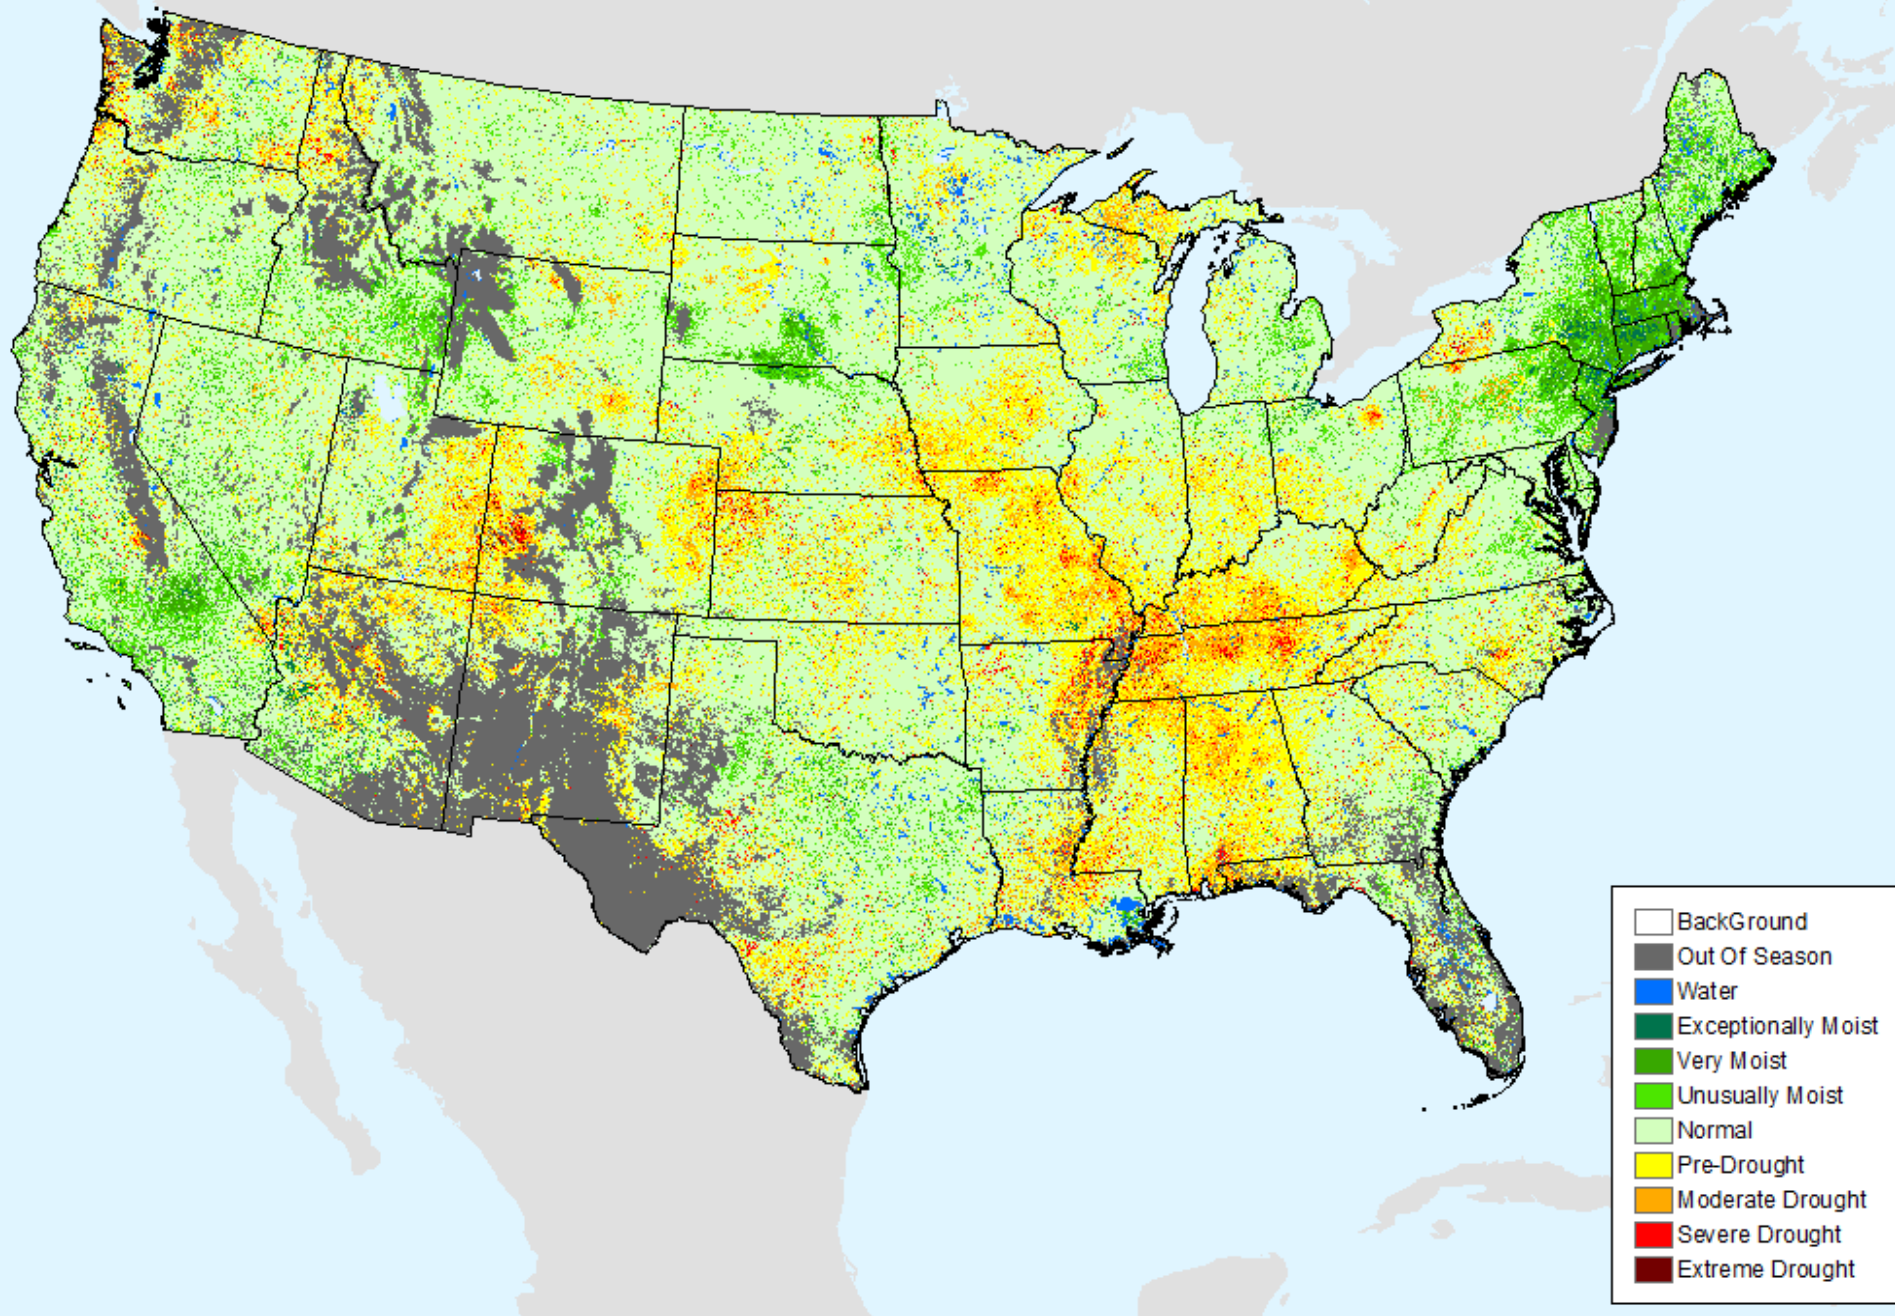 BackGround
Out Of Season
Water
Exceptionally Moist
Very Moist
Unusually Moist
Normal
Pre-Drought
Moderate Drought
Severe Drought
Extreme Drought